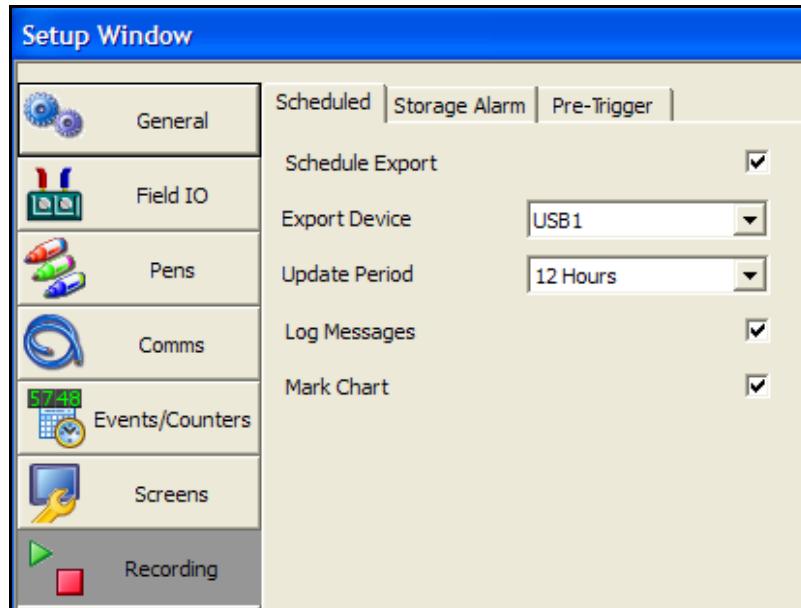 Setup Window
General
Field IO
Pens
Comms
57:48
Events/Counters
Screens
Recording
Scheduled
Storage Alarm
Pre-Trigger
Schedule Export
Export Device
USB1
Update Period
12 Hours
Log Messages
Mark Chart